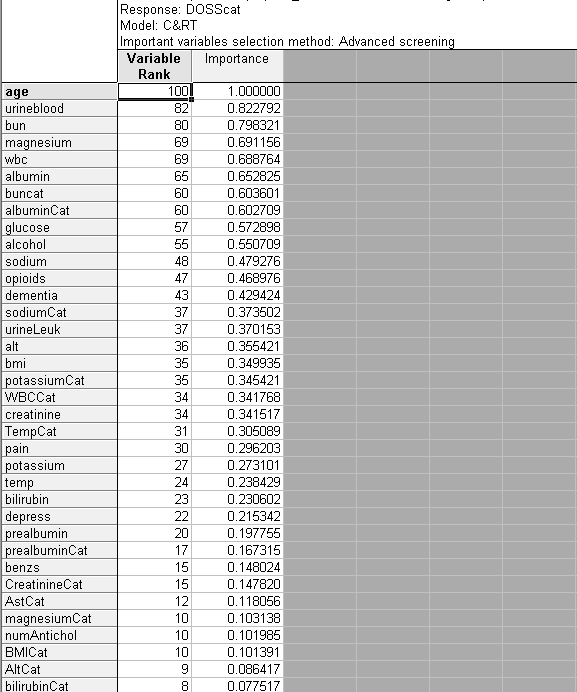 Response: DOSScat
Model: C&RT
Important variables selection method: Advanced screening
Variable Rank Importance
age 100 1.000000
urineblood 82 0.822792
bun 80 0.798321
magnesium 69 0.691156
wbc 69 0.688764
albumin 65 0.652825
buncat 60 0.603601
albuminCat 60 0.602709
glucose 57 0.572898
alcohol 55 0.550709
sodium 48 0.479276
opioids 47 0.468976
dementia 43 0.429424
sodiumCat 37 0.373502
urineLeuk 37 0.370153
alt 36 0.355421
bmi 35 0.349935
potassiumCat 35 0.345421
WBCCat 34 0.341768
creatinine 34 0.341517
TempCat 31 0.305089
pain 30 0.296203
potassium 27 0.273101
temp 24 0.238429
bilirubin 23 0.230602
depress 22 0.215342
prealbumin 20 0.197755
prealbuminCat 17 0.167315
benzs 15 0.148024
CreatinineCat 15 0.147820
AstCat 12 0.118056
magnesiumCat 10 0.103138
numAntichol 10 0.101985
BMICat 10 0.101391
AltCat 9 0.086417
bilirubinCat 8 0.077517